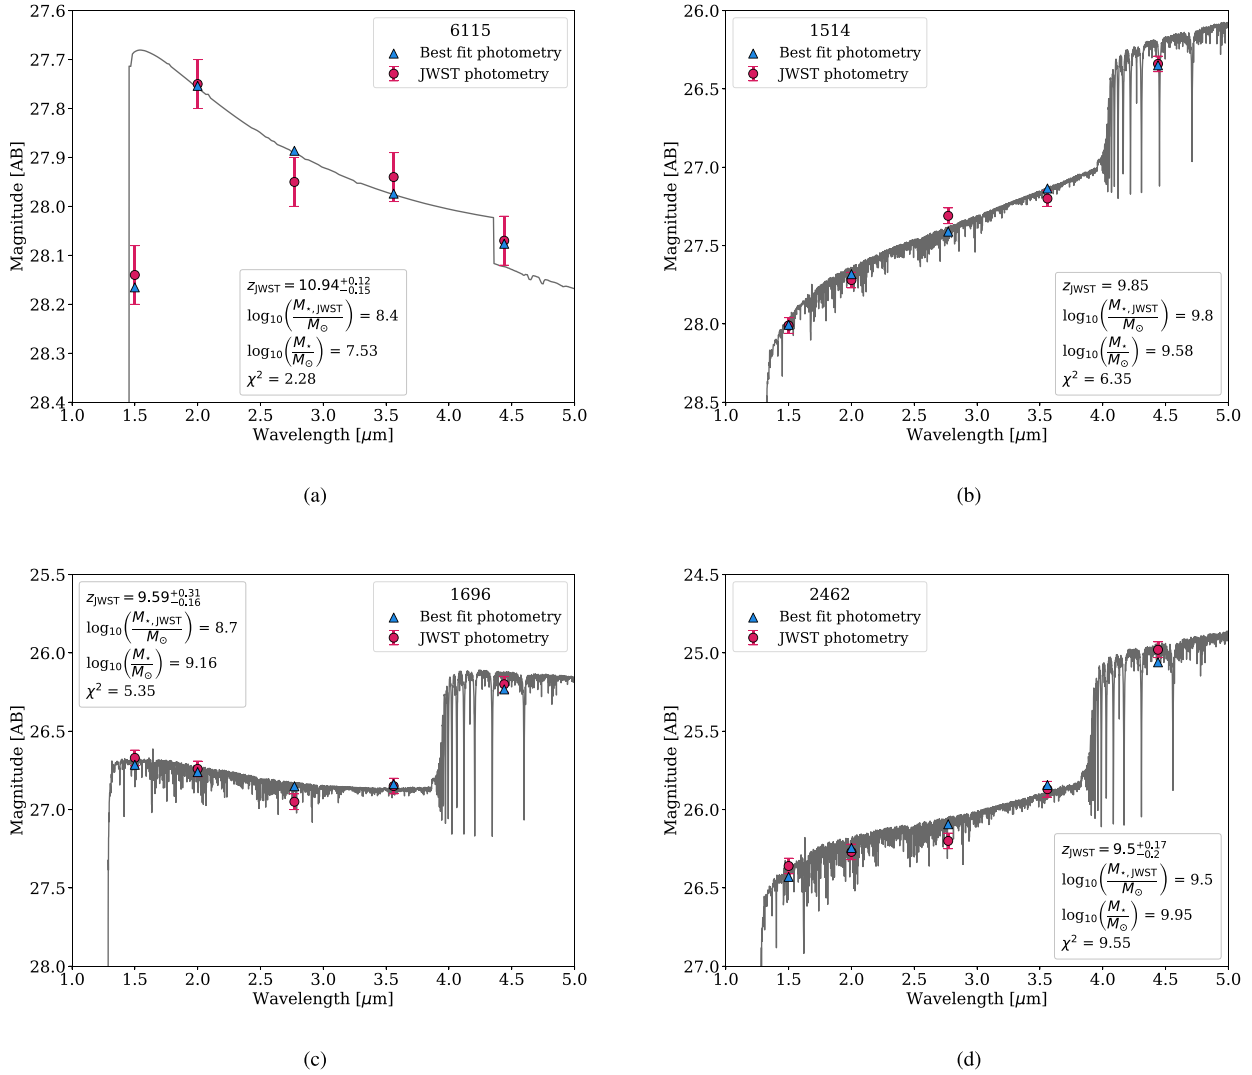 27.6
27.7
27.8
27.9
28.0
28.1
28.2
28.3
28.4
Magnitude [AB]
6115
Best fit photometry
JWST photometry
z_JWST = 10.94^{+0.12}_{-0.15}
log₁₀(M⋆,JWST/M⊙) = 8.4
log₁₀(M⋆/M⊙) = 7.53
χ² = 2.28
1.0 1.5 2.0 2.5 3.0 3.5 4.0 4.5 5.0
Wavelength [μm]
(a)
26.0
26.5
27.0
27.5
28.0
28.5
Magnitude [AB]
1514
Best fit photometry
JWST photometry
z_JWST = 9.85
log₁₀(M⋆,JWST/M⊙) = 9.8
log₁₀(M⋆/M⊙) = 9.58
χ² = 6.35
1.0 1.5 2.0 2.5 3.0 3.5 4.0 4.5 5.0
Wavelength [μm]
(b)
25.5
26.0
26.5
27.0
27.5
28.0
Magnitude [AB]
z_JWST = 9.59^{+0.31}_{-0.16}
log₁₀(M⋆,JWST/M⊙) = 8.7
log₁₀(M⋆/M⊙) = 9.16
χ² = 5.35
1696
Best fit photometry
JWST photometry
1.0 1.5 2.0 2.5 3.0 3.5 4.0 4.5 5.0
Wavelength [μm]
(c)
24.5
25.0
25.5
26.0
26.5
27.0
Magnitude [AB]
2462
Best fit photometry
JWST photometry
z_JWST = 9.5^{+0.17}_{-0.2}
log₁₀(M⋆,JWST/M⊙) = 9.5
log₁₀(M⋆/M⊙) = 9.95
χ² = 9.55
1.0 1.5 2.0 2.5 3.0 3.5 4.0 4.5 5.0
Wavelength [μm]
(d)